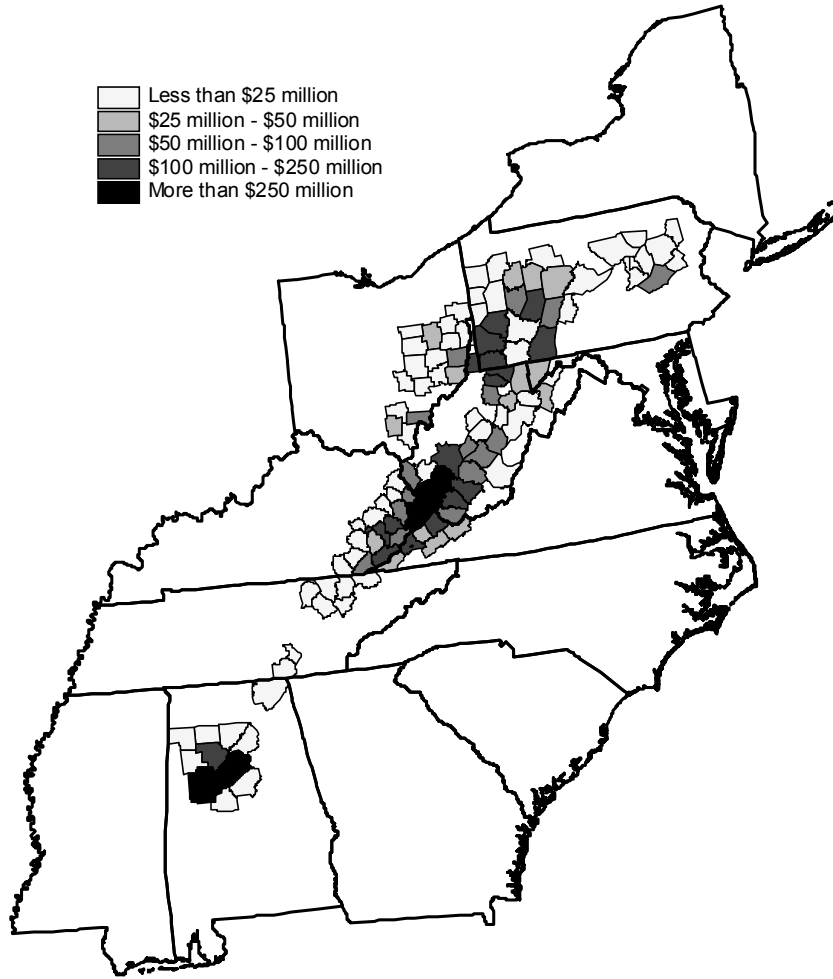 Less than $25 million
$25 million - $50 million
$50 million - $100 million
$100 million - $250 million
More than $250 million